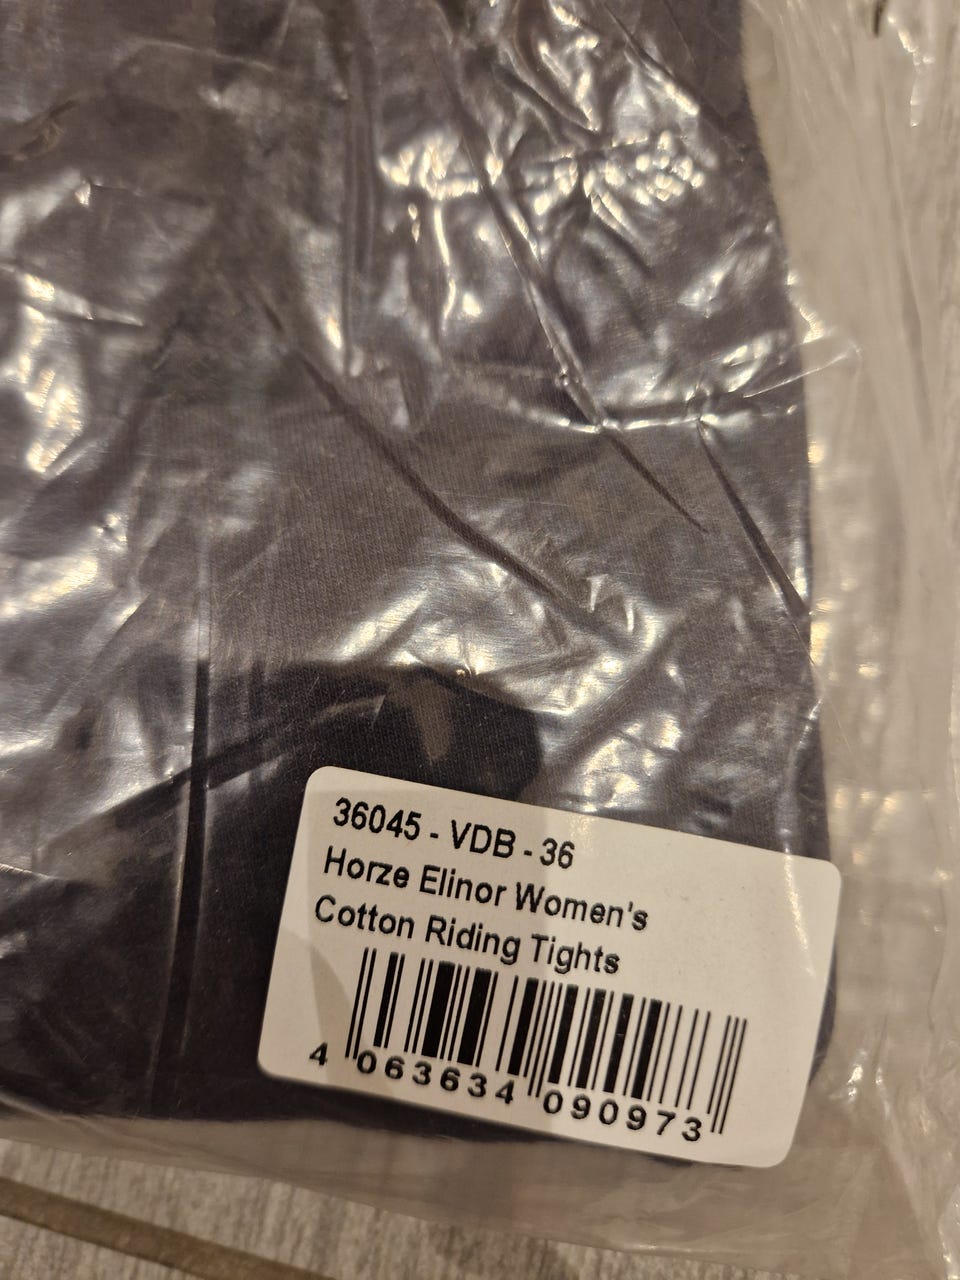 36045 - VDB - 36
Horze Elinor Women's
Cotton Riding Tights
4 063634 090973